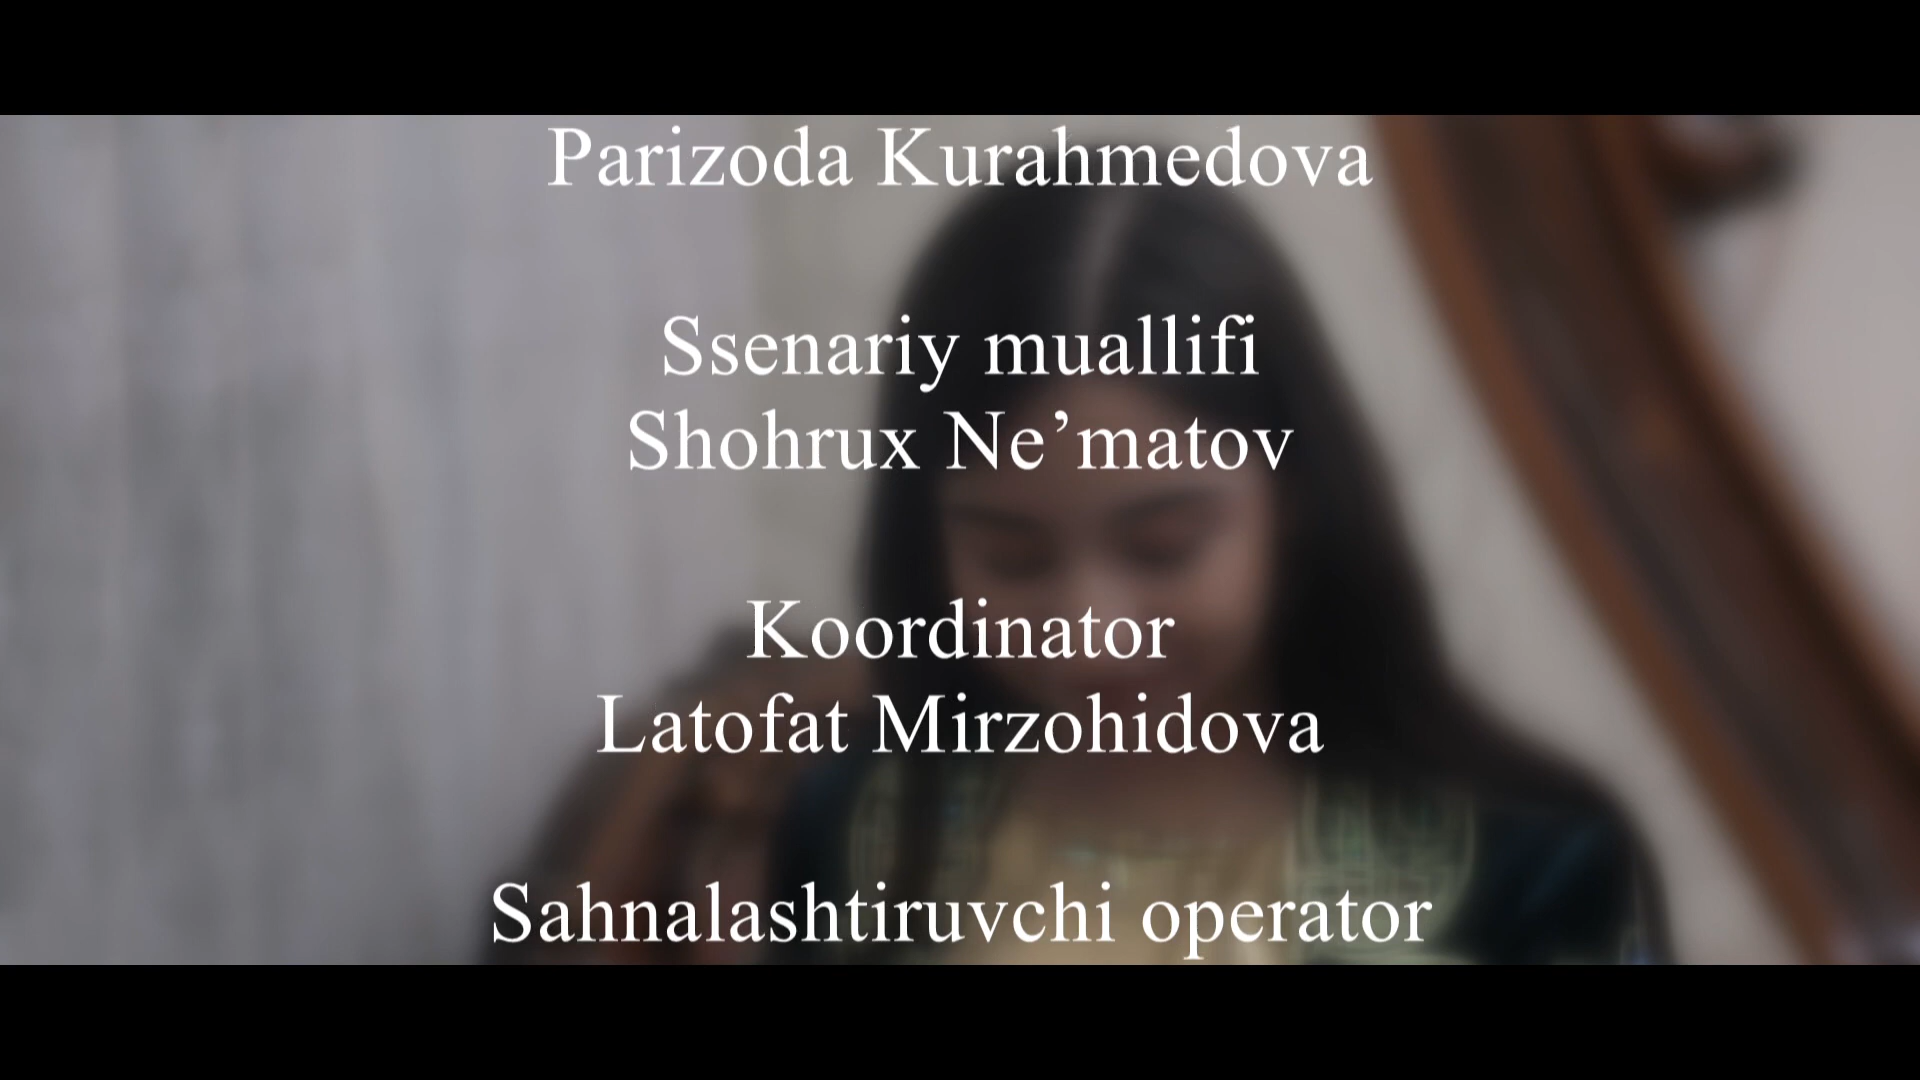 Parizoda Kurahmedova
Ssenariy muallifi
Shohrux Ne’matov
Koordinator
Latofat Mirzohidova
Sahnalashtiruvchi operator